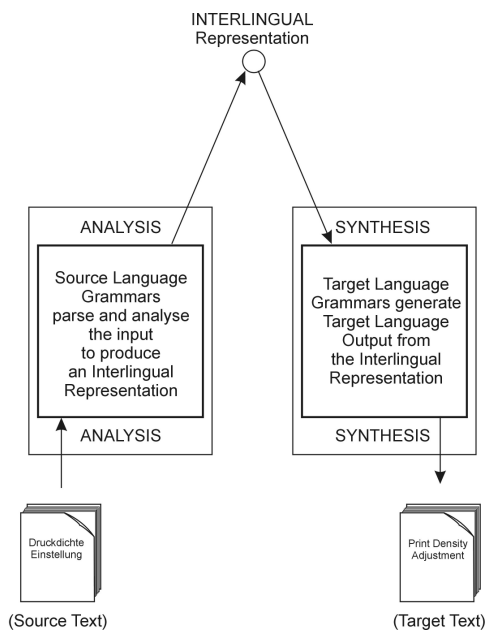 INTERLINGUAL
Representation
ANALYSIS
Source Language
Grammars
parse and analyse
the input
to produce
an Interlingual
Representation
ANALYSIS
SYNTHESIS
Target Language
Grammars generate
Target Language
Output from
the Interlingual
Representation
SYNTHESIS
Druckdichte
Einstellung
(Source Text)
Print Density
Adjustment
(Target Text)